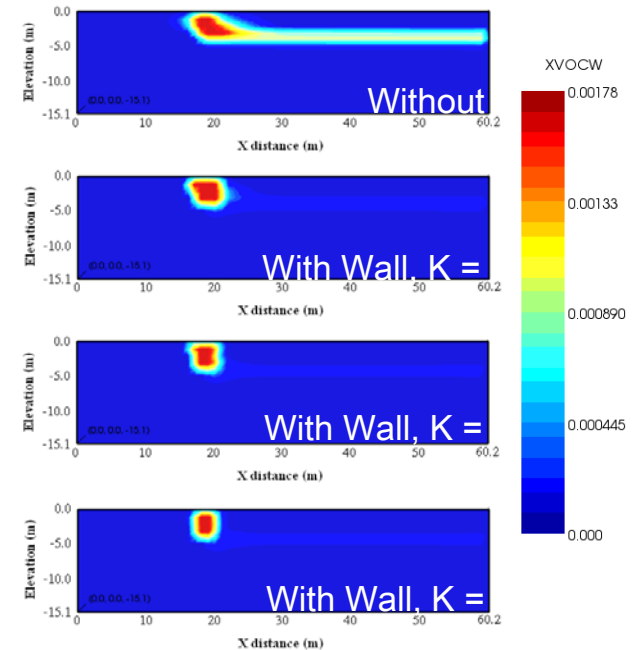 0.0
-5.0
-10.0
-15.1
Elevation (m)
(0.0, 0.0, -15.1)
Without
0 10 20 30 40 50 60.2
X distance (m)
0.0
-5.0
-10.0
-15.1
Elevation (m)
(0.0, 0.0, -15.1)
With Wall, K =
0 10 20 30 40 50 60.2
X distance (m)
0.0
-5.0
-10.0
-15.1
Elevation (m)
(0.0, 0.0, -15.1)
With Wall, K =
0 10 20 30 40 50 60.2
X distance (m)
0.0
-5.0
-10.0
-15.1
Elevation (m)
(0.0, 0.0, -15.1)
With Wall, K =
0 10 20 30 40 50 60.2
X distance (m)
XVOCW
0.00178
0.00133
0.000890
0.000445
0.000